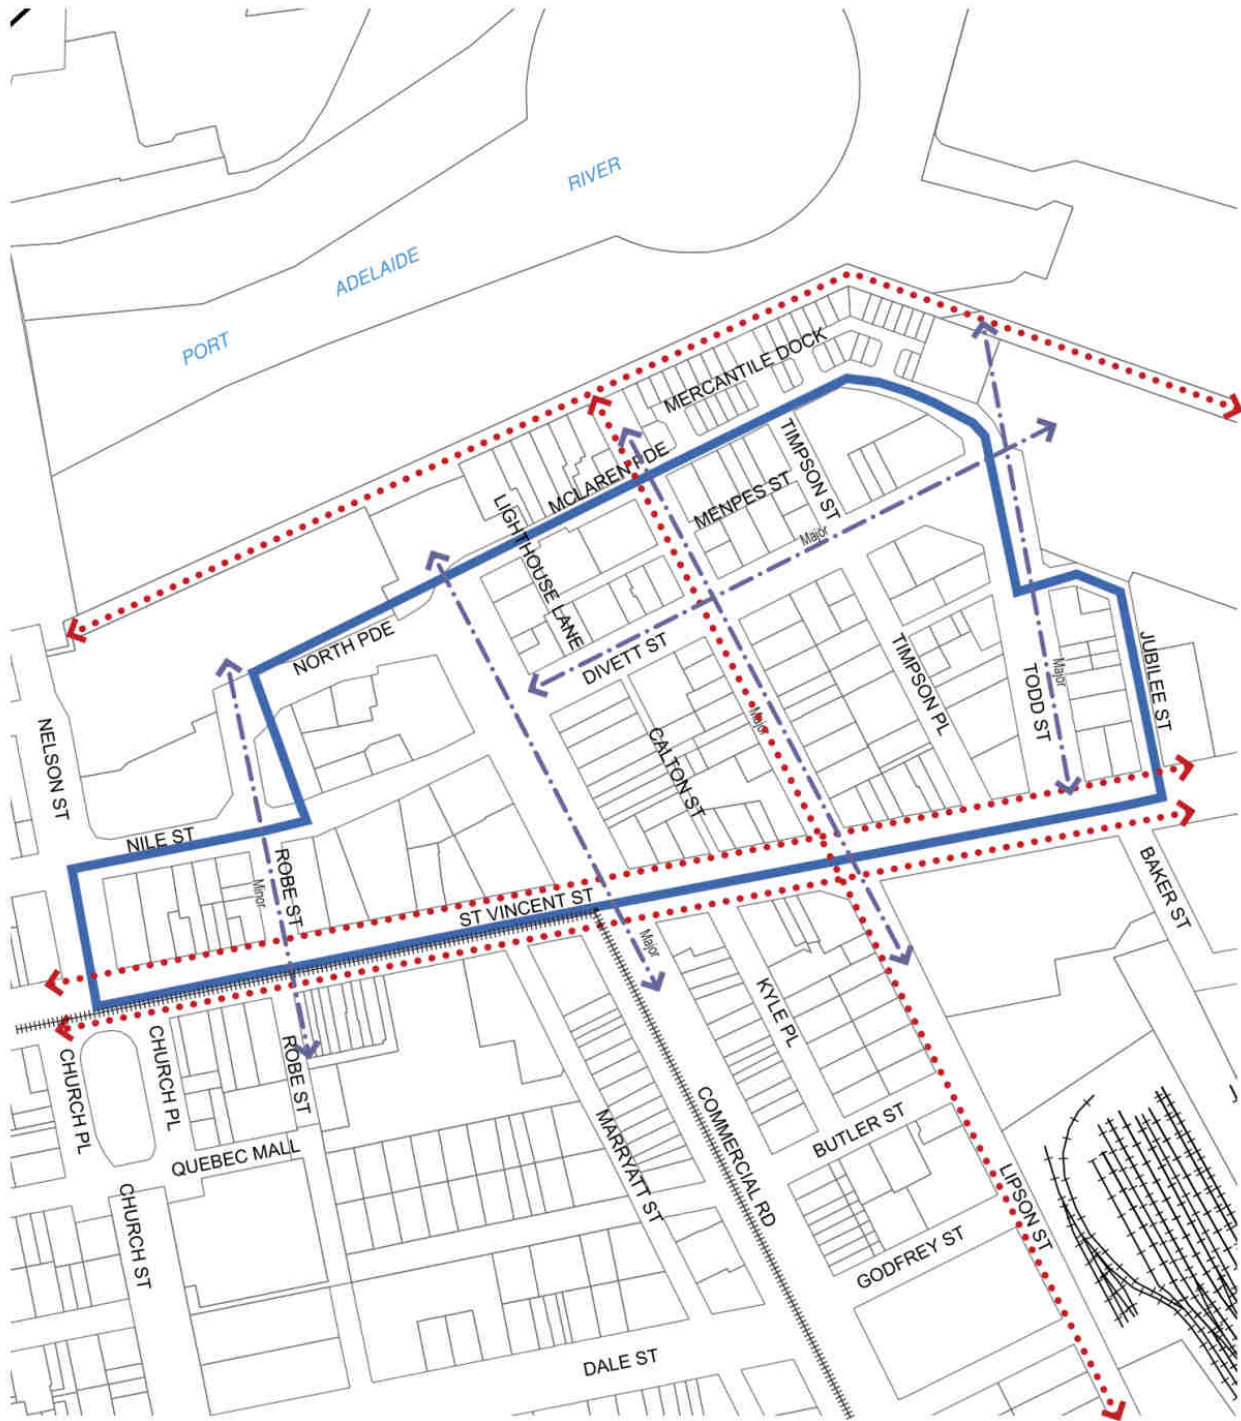 RIVER
ADELAIDE
PORT
MERCANTILE DOCK
MCLAREN PDE
TIMPSON ST
MENPES ST
LIGHTHOUSE LANE
Major
NORTH PDE
DIVETT ST
TIMPSON PL
JUBILEE ST
TODD ST
Major
NELSON ST
CALTON ST
Major
NILE ST
ROBE ST
Minor
ST VINCENT ST
Major
BAKER ST
KYLE PL
CHURCH PL
CHURCH PL
ROBE ST
QUEBEC MALL
MARRYATT ST
COMMERCIAL RD
BUTLER ST
LIPSON ST
CHURCH ST
GODFREY ST
DALE ST